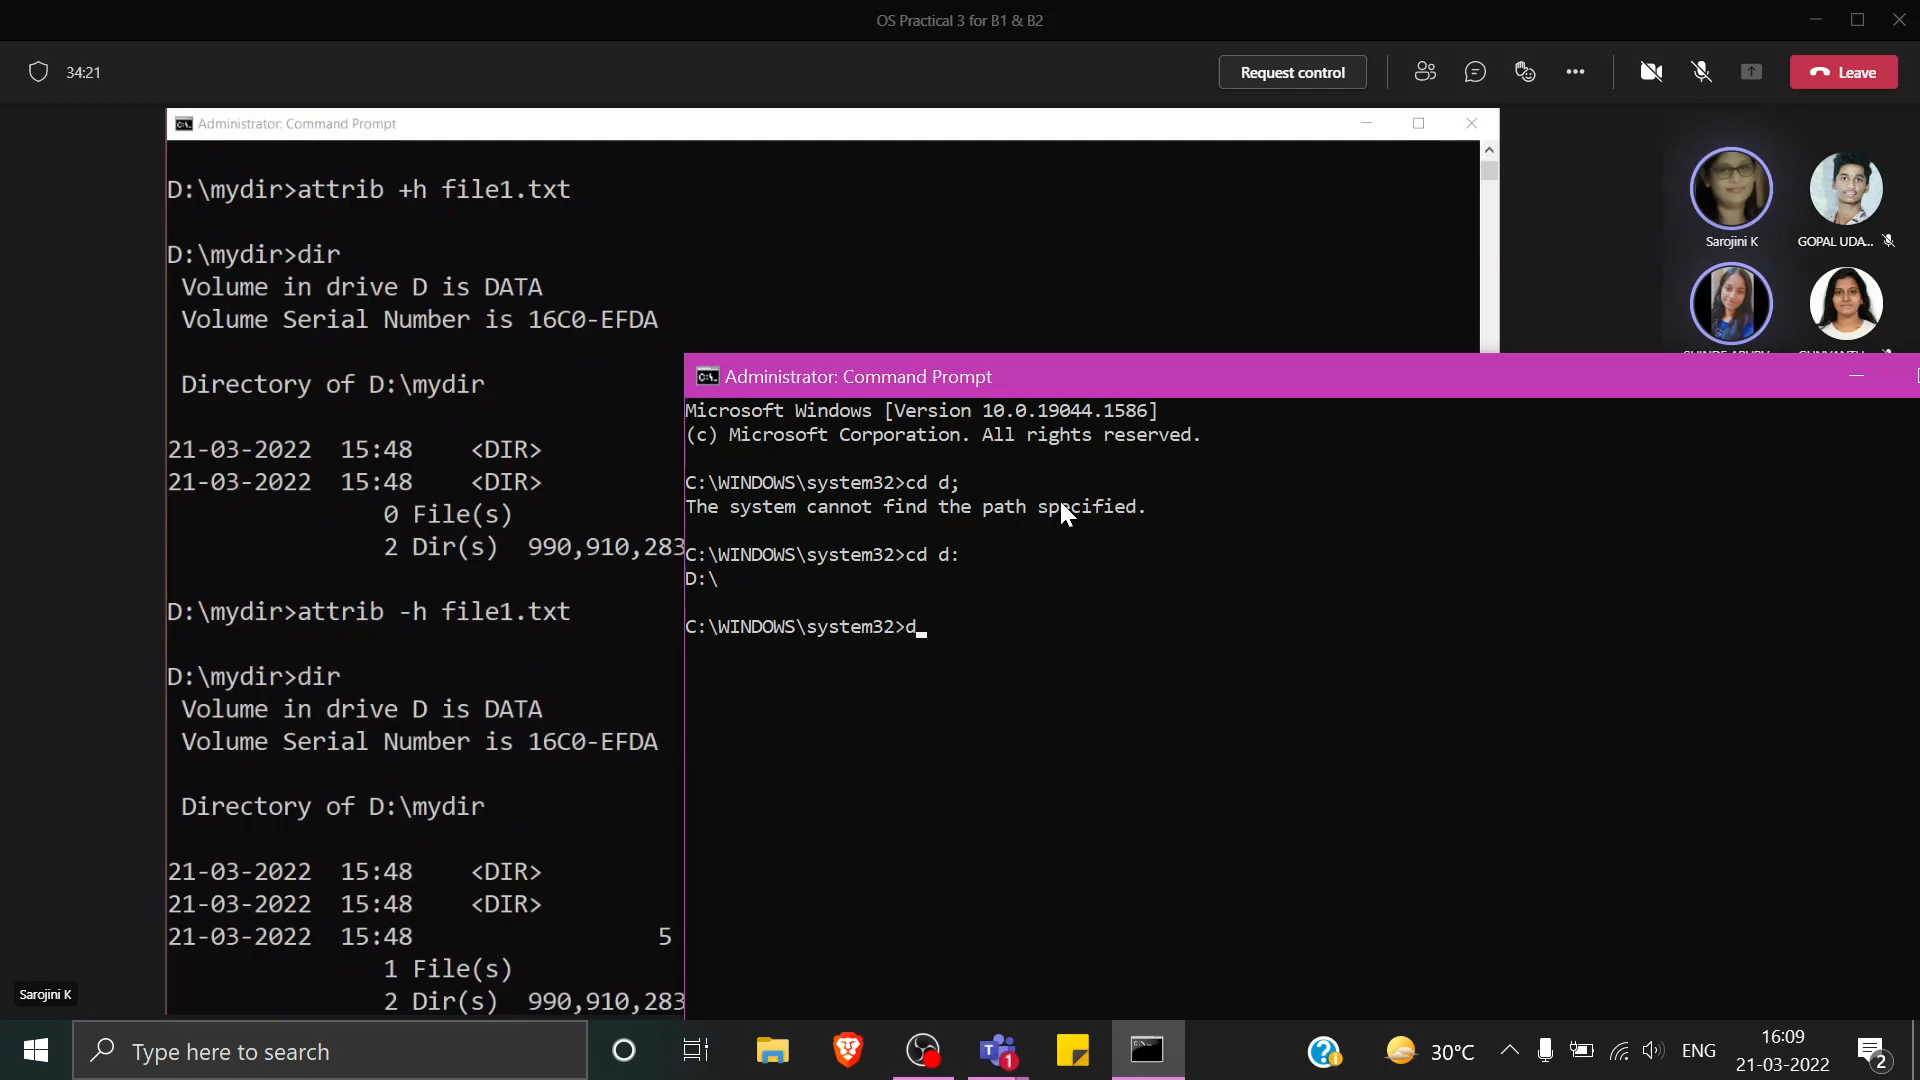 OS Practical 3 for B1 & B2
34:21
Request control
Leave
Administrator: Command Prompt
D:\mydir>attrib +h file1.txt
D:\mydir>dir
Volume in drive D is DATA
Volume Serial Number is 16C0-EFDA
Directory of D:\mydir
21-03-2022 15:48 <DIR>
21-03-2022 15:48 <DIR>
0 File(s)
2 Dir(s) 990,910,283
D:\mydir>attrib -h file1.txt
D:\mydir>dir
Volume in drive D is DATA
Volume Serial Number is 16C0-EFDA
Directory of D:\mydir
21-03-2022 15:48 <DIR>
21-03-2022 15:48 <DIR>
21-03-2022 15:48 5
1 File(s)
2 Dir(s) 990,910,283
Sarojini K
GOPAL UDA...
Administrator: Command Prompt
Microsoft Windows [Version 10.0.19044.1586]
(c) Microsoft Corporation. All rights reserved.
C:\WINDOWS\system32>cd d;
The system cannot find the path specified.
C:\WINDOWS\system32>cd d:
D:\
C:\WINDOWS\system32>d_
Sarojini K
Type here to search
1
30°C
ENG
16:09
21-03-2022
2